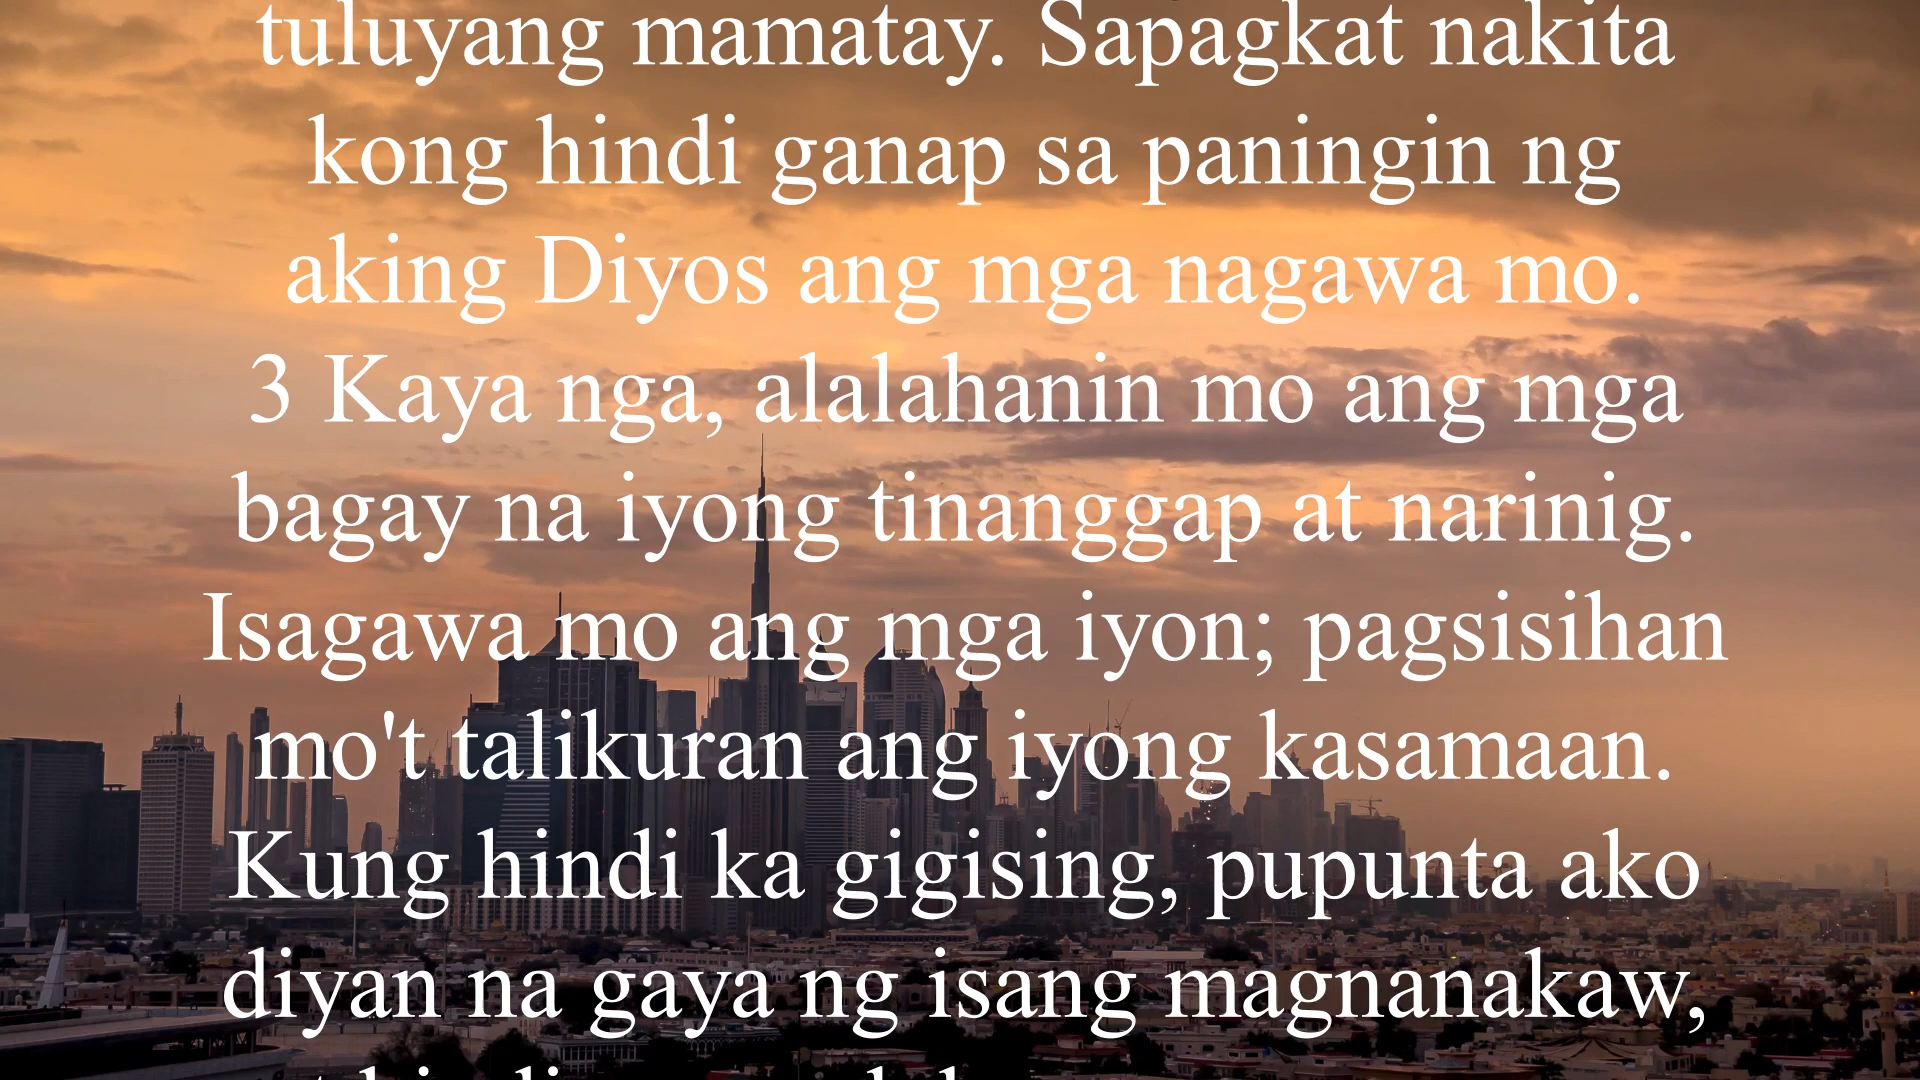 tuluyang mamatay. Sapagkat nakita
kong hindi ganap sa paningin ng
aking Diyos ang mga nagawa mo.
3 Kaya nga, alalahanin mo ang mga
bagay na iyong tinanggap at narinig.
Isagawa mo ang mga iyon; pagsisihan
mo't talikuran ang iyong kasamaan.
Kung hindi ka gigising, pupunta ako
diyan na gaya ng isang magnanakaw,